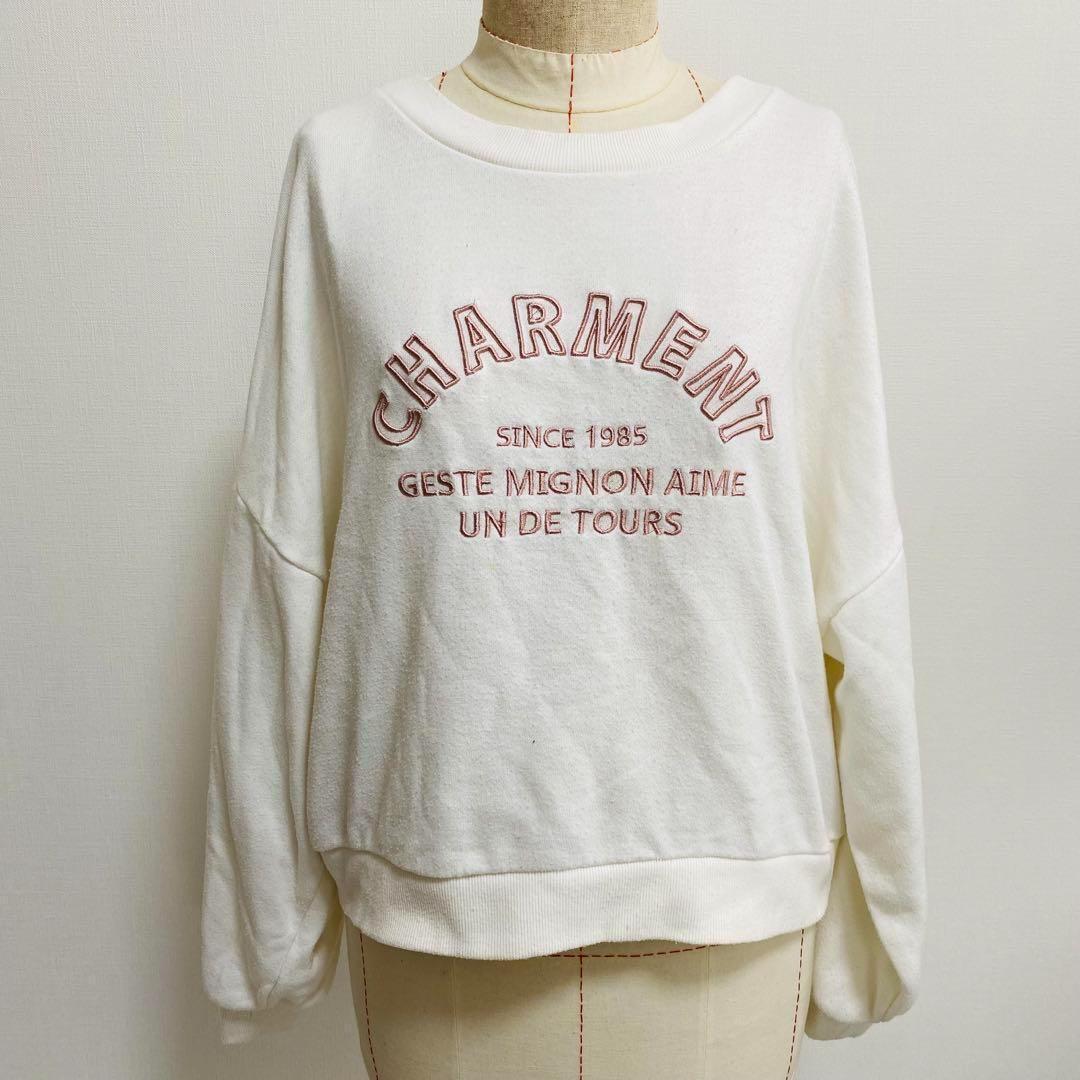 CHARMENT
SINCE 1985
GESTE MIGNON AIME
UN DE TOURS